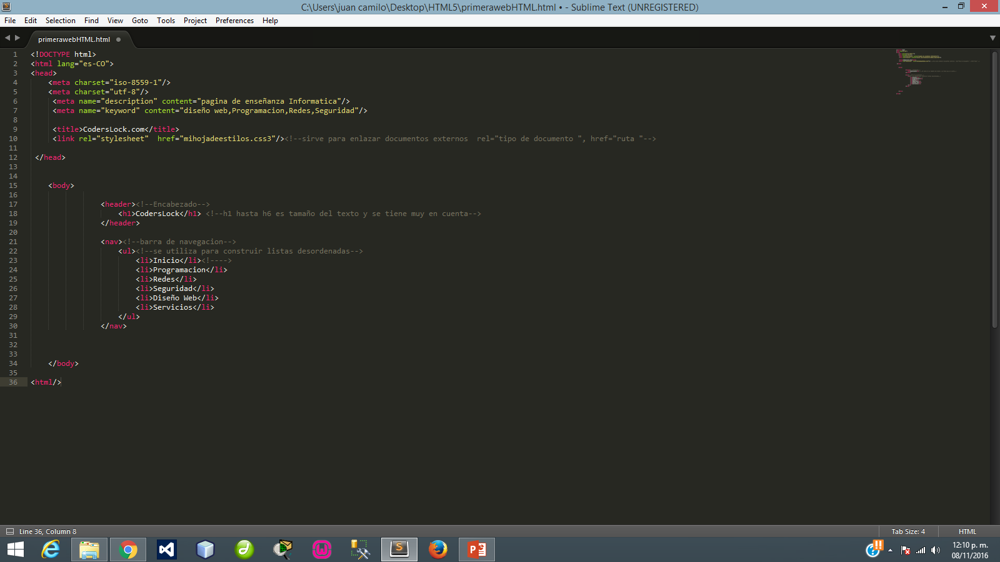 C:\Users\juan camilo\Desktop\HTML5\primerawebHTML.html • - Sublime Text (UNREGISTERED)
File Edit Selection Find View Goto Tools Project Preferences Help
primerawebHTML.html
1 <!DOCTYPE html>
2 <html lang="es-CO">
3 <head>
4 <meta charset="iso-8559-1"/>
5 <meta charset="utf-8"/>
6 <meta name="description" content="pagina de enseñanza Informatica"/>
7 <meta name="keyword" content="diseño web,Programacion,Redes,Seguridad"/>
8
9 <title>CodersLock.com</title>
10 <link rel="stylesheet"  href="mihojadeestilos.css3"/><!--sirve para enlazar documentos externos  rel="tipo de documento ", href="ruta "-->
11
12 </head>
13
14
15 <body>
16
17 <header><!--Encabezado-->
18 <h1>CodersLock</h1> <!--h1 hasta h6 es tamaño del texto y se tiene muy en cuenta-->
19 </header>
20
21 <nav><!--barra de navegacion-->
22 <ul><!--se utiliza para construir listas desordenadas-->
23 <li>Inicio</li><!---->
24 <li>Programacion</li>
25 <li>Redes</li>
26 <li>Seguridad</li>
27 <li>Diseño Web</li>
28 <li>Servicios</li>
29 </ul>
30 </nav>
31
32
33
34 </body>
35
36 <html/>
Line 36, Column 8 Tab Size: 4 HTML
12:10 p. m.
08/11/2016